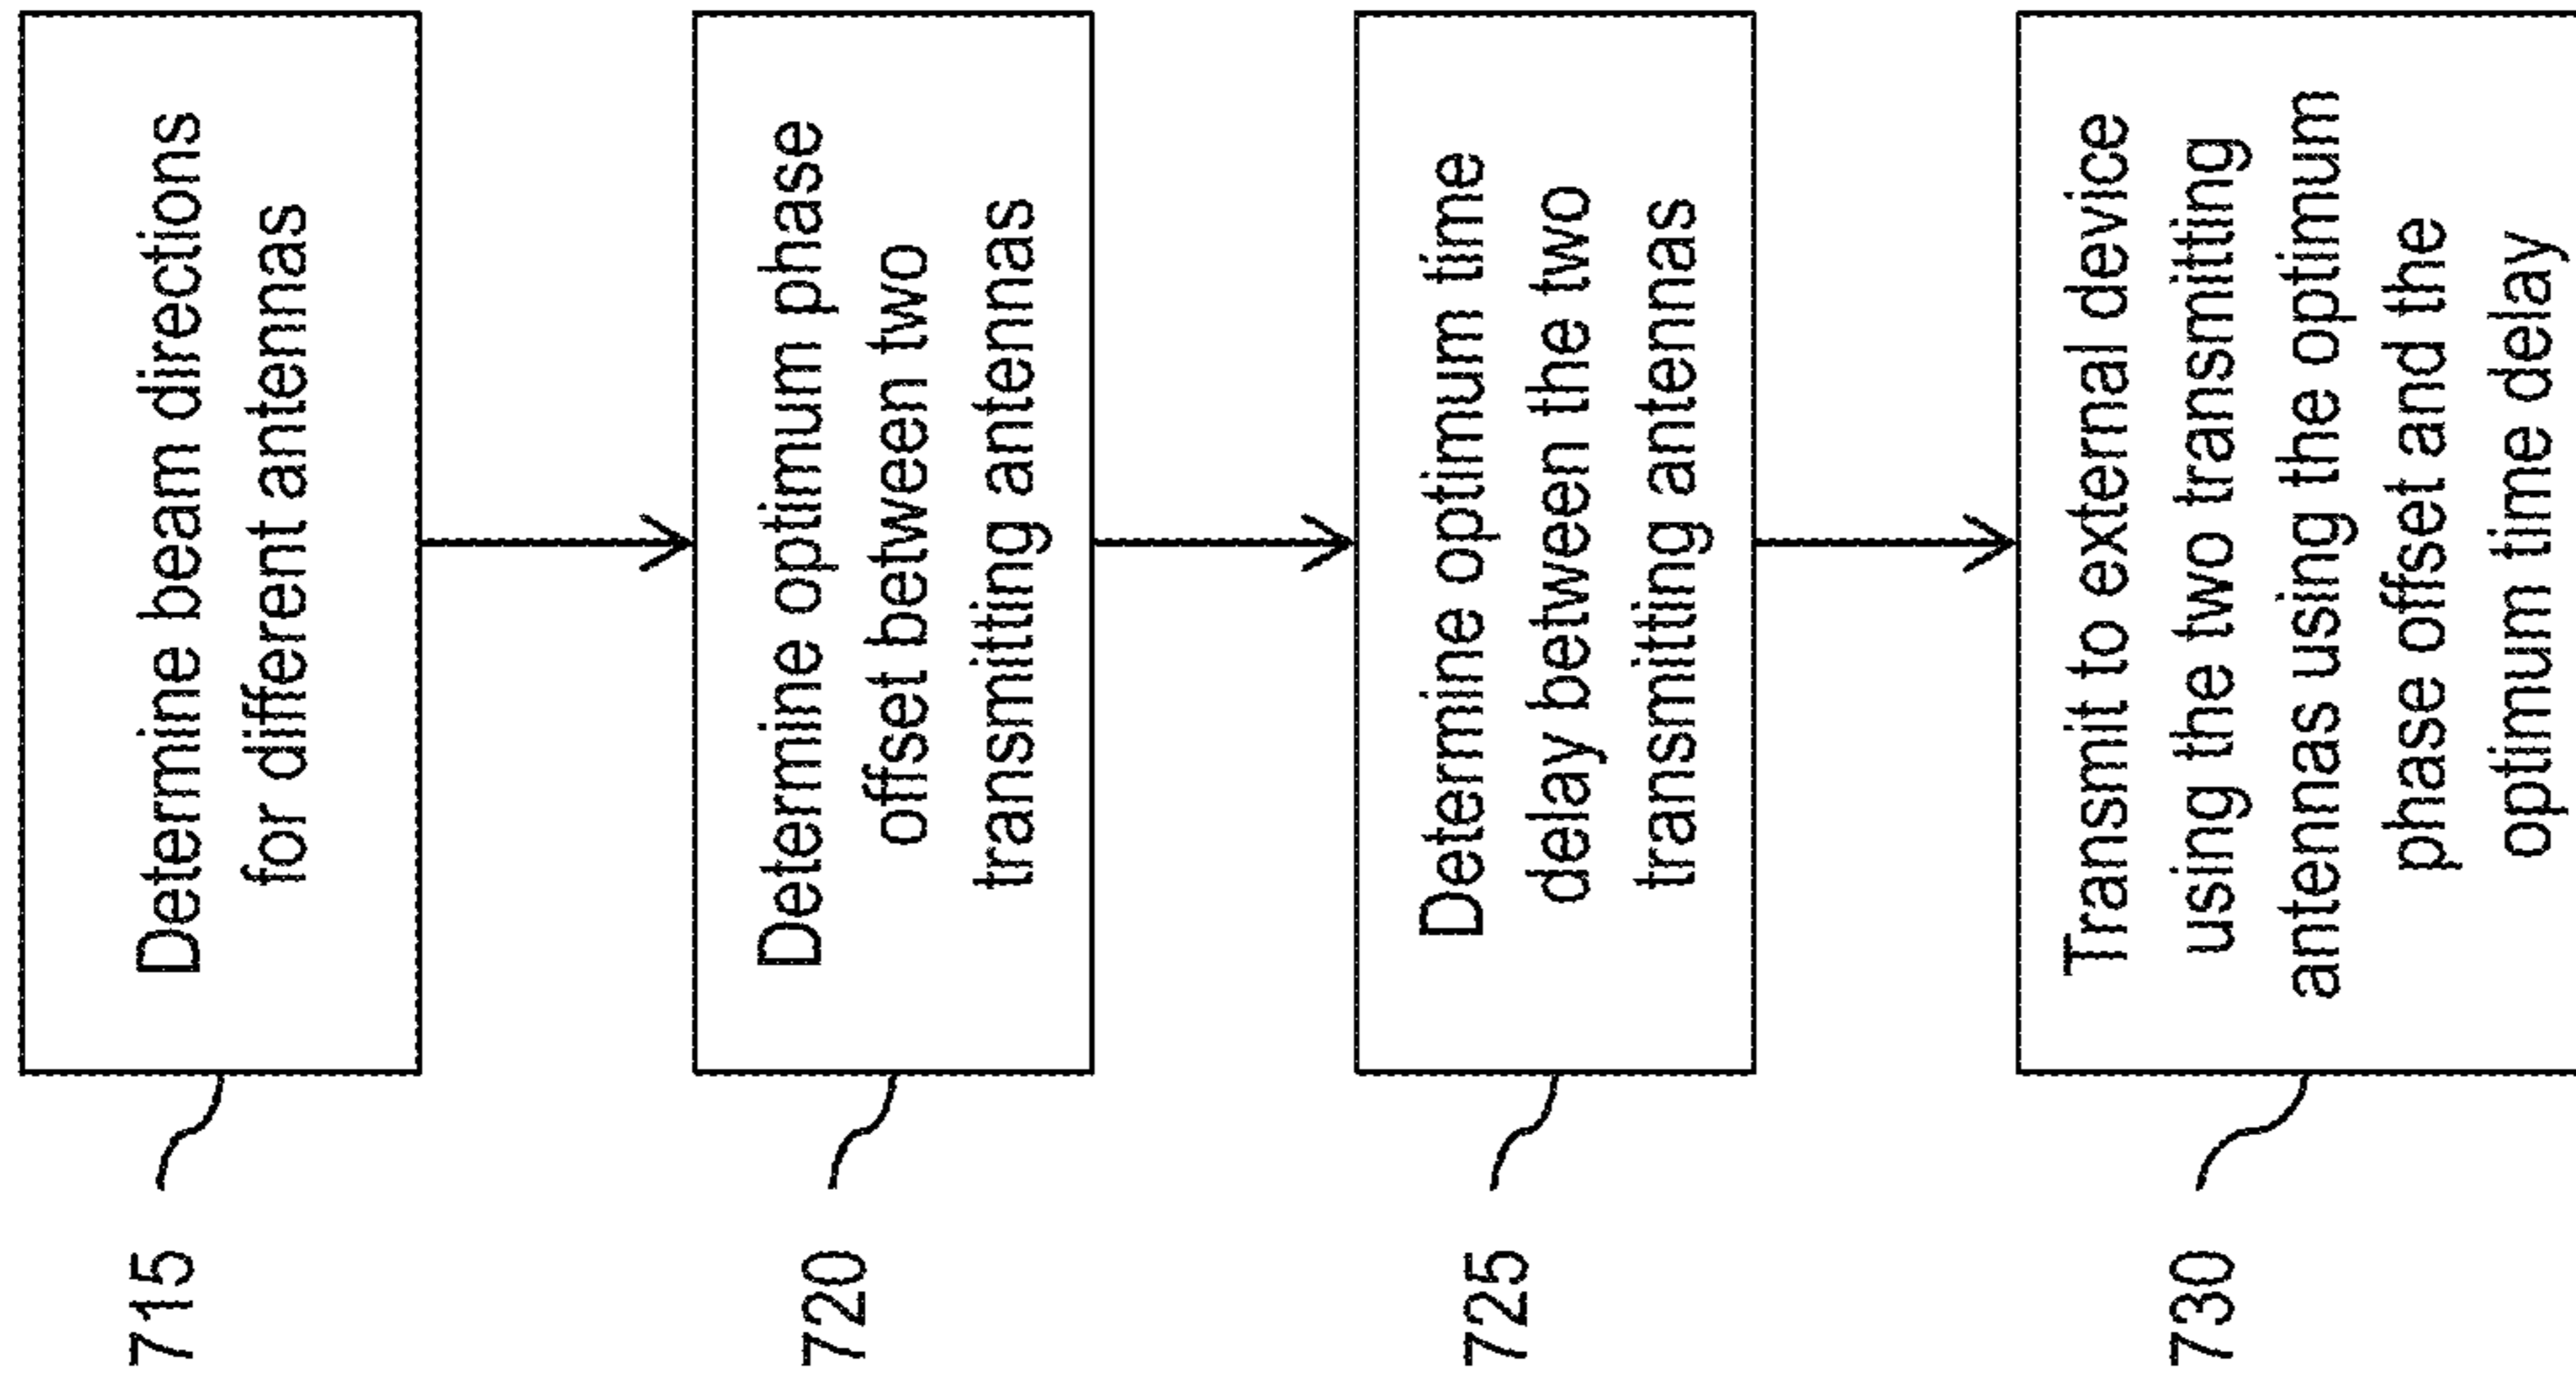 715
Determine beam directions
for different antennas
720
Determine optimum phase
offset between two
transmitting antennas
725
Determine optimum time
delay between the two
transmitting antennas
730
Transmit to external device
using the two transmitting
antennas using the optimum
phase offset and the
optimum time delay